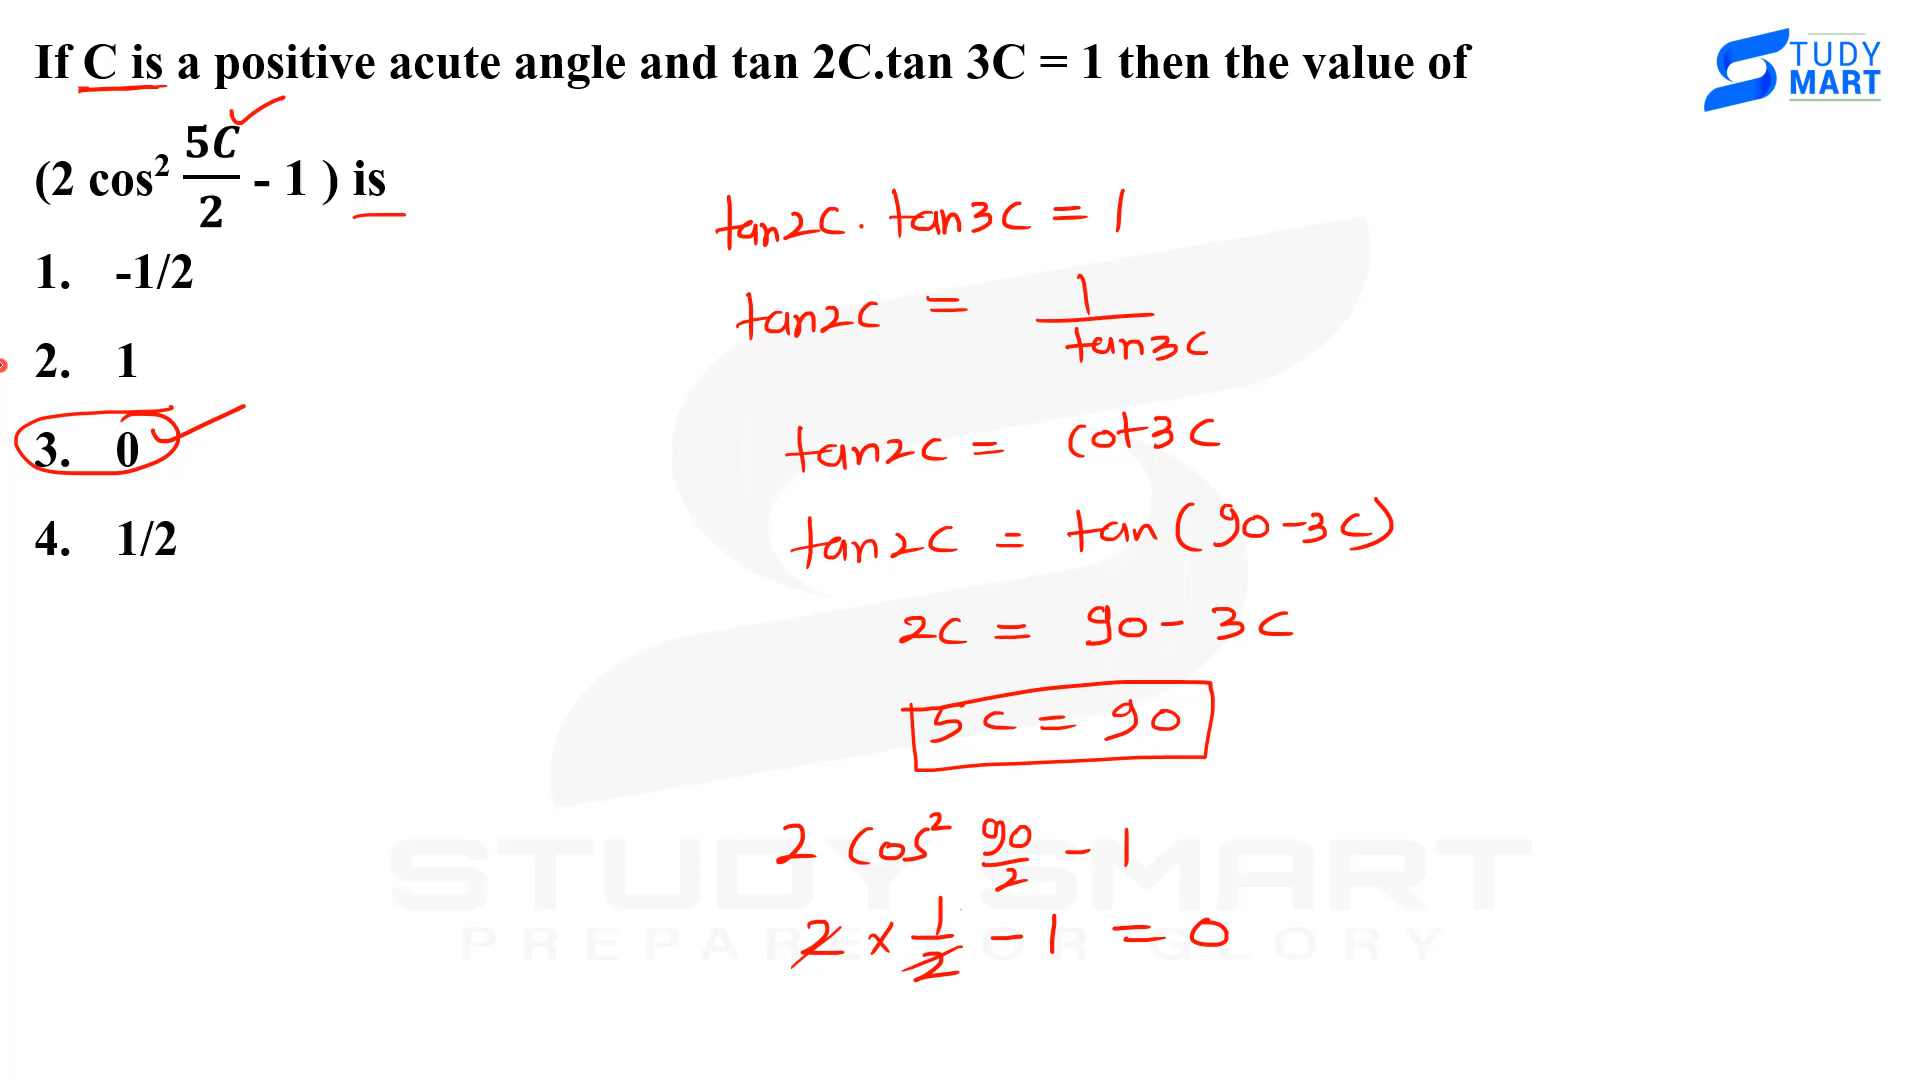 If C is a positive acute angle and tan 2C.tan 3C = 1 then the value of
(2 cos² 5C/2 - 1 ) is
1. -1/2
2. 1
3. 0
4. 1/2
STUDY
MART
tan2C . tan3C = 1
tan2C = 1/tan3C
tan2C = cot3C
tan2C = tan(90-3C)
2C = 90 - 3C
5C = 90
2 cos² 90/2 - 1
2 × 1/2 - 1 = 0
STUDY SMART
PREPARE FOR GLORY